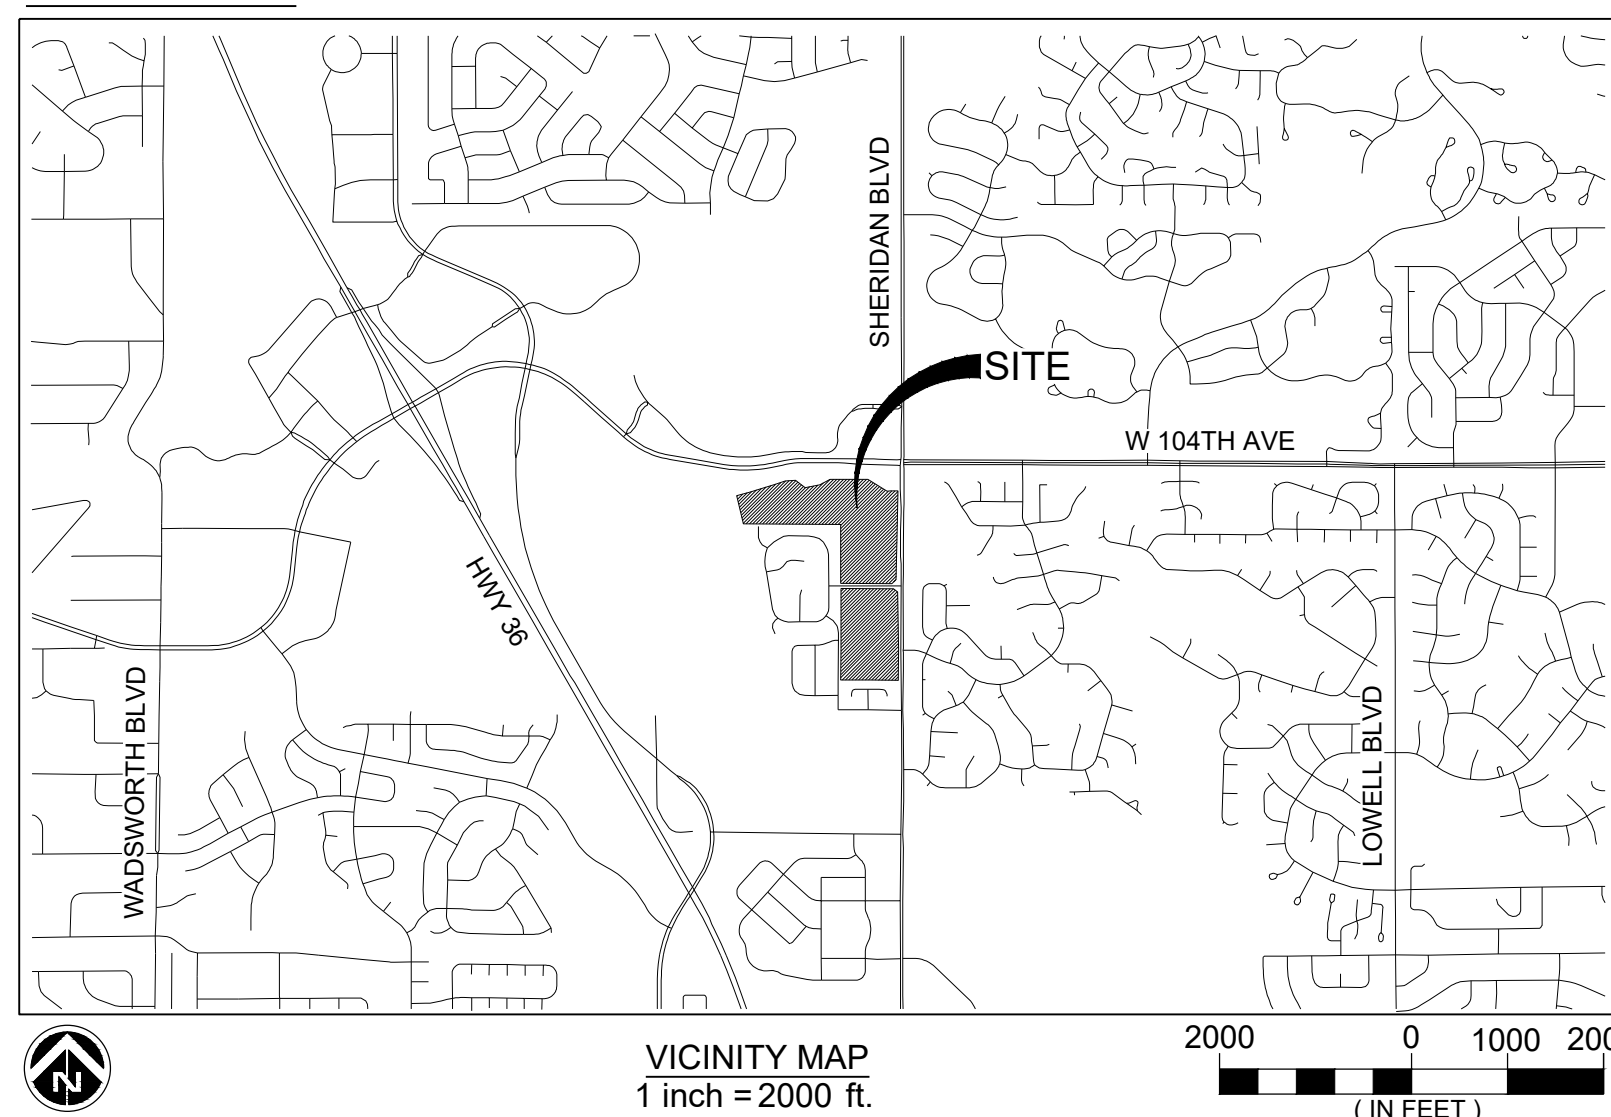 SHERIDAN BLVD
SITE
W 104TH AVE
HWY 36
WADSWORTH BLVD
LOWELL BLVD
N
VICINITY MAP
1 inch = 2000 ft.
2000 0 1000 200
( IN FEET )